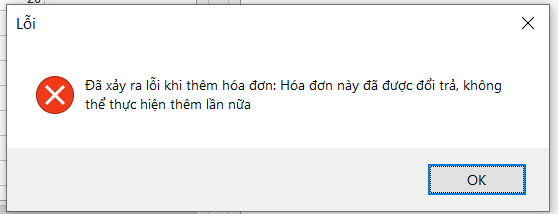 20
Lỗi
Đã xảy ra lỗi khi thêm hóa đơn: Hóa đơn này đã được đổi trả, không
thể thực hiện thêm lần nữa
OK